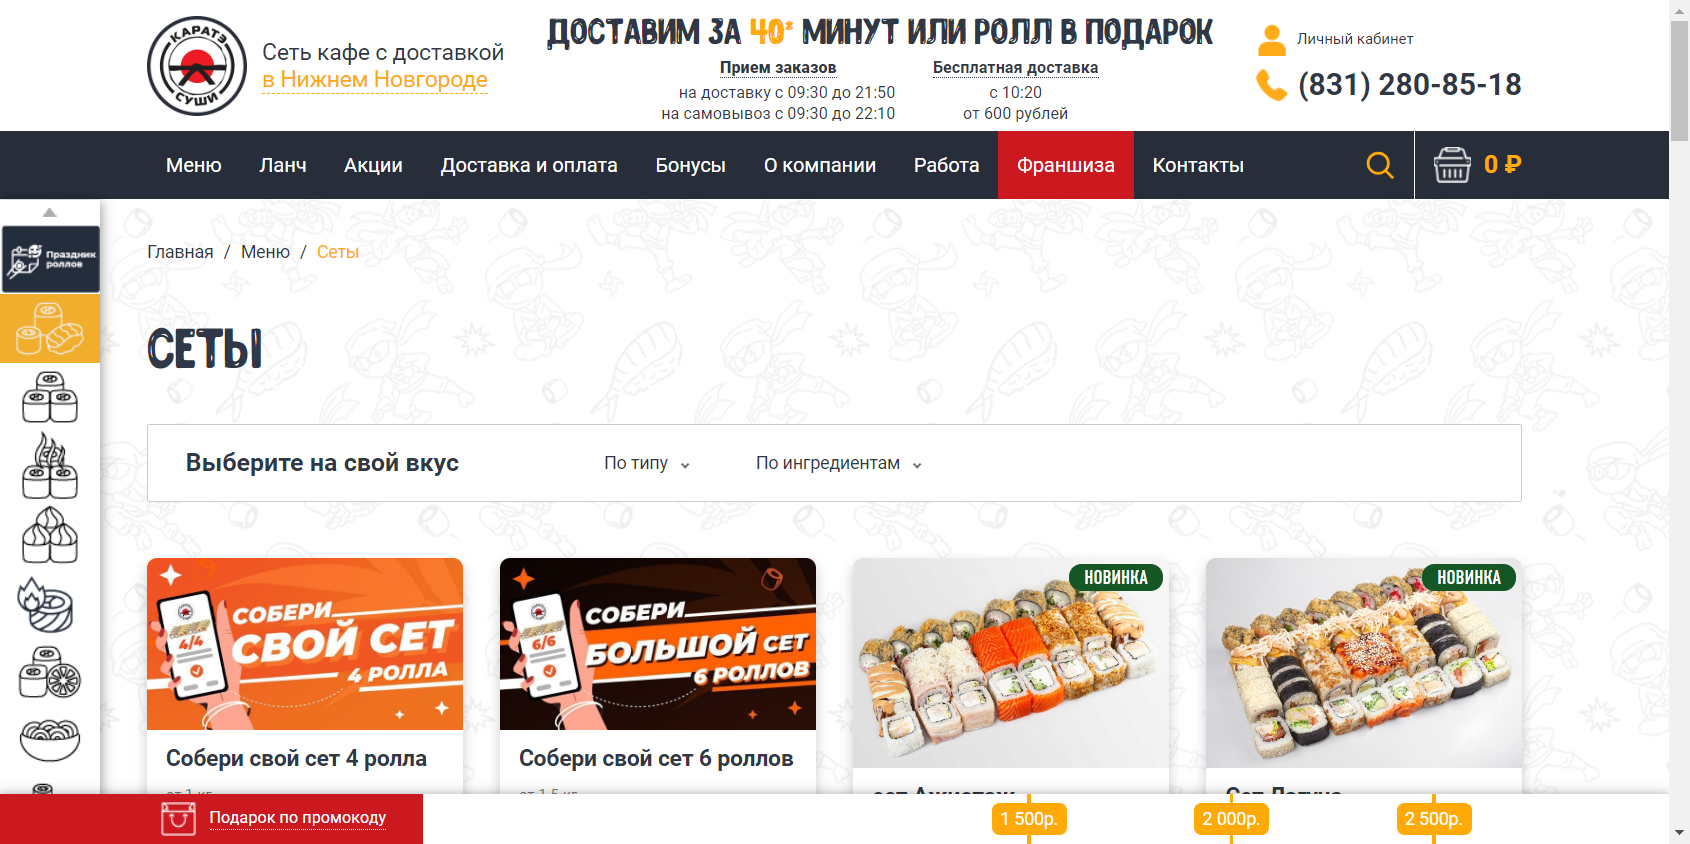 КАРАТЭ
СУШИ
Сеть кафе с доставкой
в Нижнем Новгороде
ДОСТАВИМ ЗА 40* МИНУТ ИЛИ РОЛЛ В ПОДАРОК
Прием заказов
на доставку с 09:30 до 21:50
на самовывоз с 09:30 до 22:10
Бесплатная доставка
с 10:20
от 600 рублей
Личный кабинет
(831) 280-85-18
Меню
Ланч
Акции
Доставка и оплата
Бонусы
О компании
Работа
Франшиза
Контакты
0 ₽
Праздник
роллов
Главная / Меню / Сеты
СЕТЫ
Выберите на свой вкус
По типу
По ингредиентам
4/4
СОБЕРИ
СВОЙ СЕТ
4 РОЛЛА
Собери свой сет 4 ролла
от 1 кг
6/6
СОБЕРИ
БОЛЬШОЙ СЕТ
6 РОЛЛОВ
Собери свой сет 6 роллов
от 1,5 кг
НОВИНКА
сет Ажиотаж
НОВИНКА
Сет Лагуна
Подарок по промокоду
1 500р.
2 000р.
2 500р.